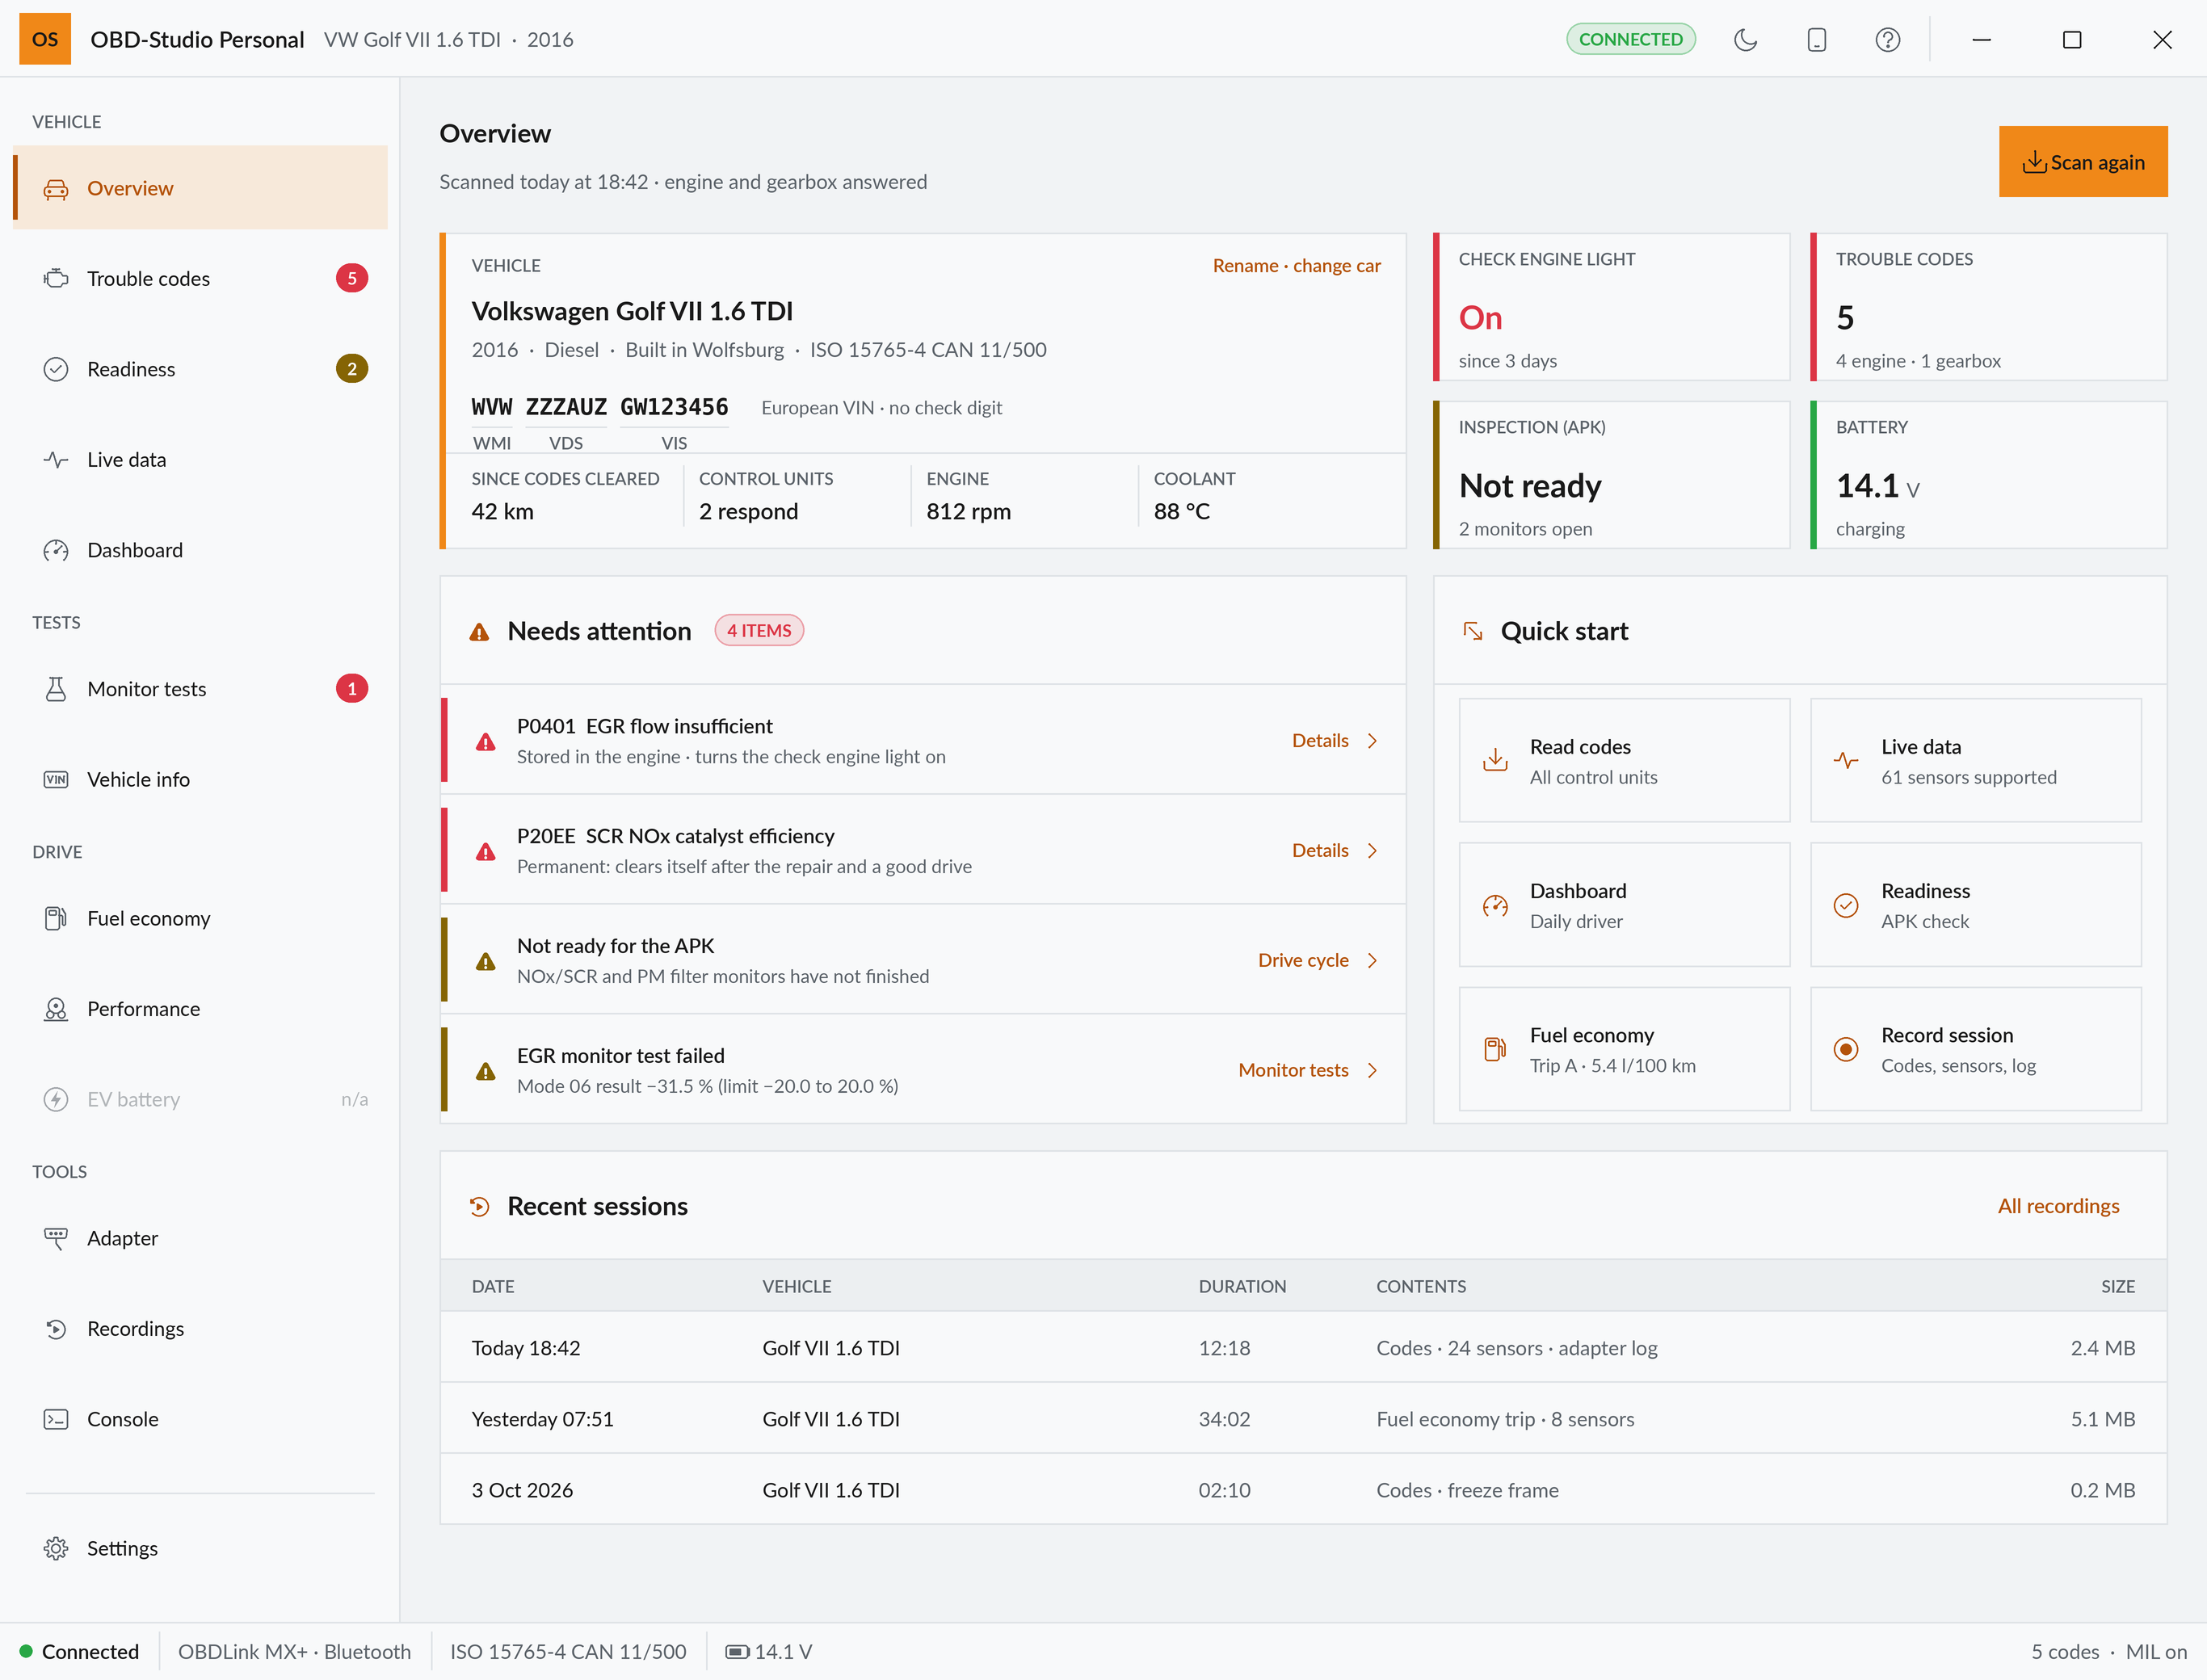 OS OBD-Studio Personal VW Golf VII 1.6 TDI · 2016 CONNECTED
VEHICLE
Overview
Trouble codes 5
Readiness 2
Live data
Dashboard
TESTS
Monitor tests 1
Vehicle info
DRIVE
Fuel economy
Performance
EV battery n/a
TOOLS
Adapter
Recordings
Console
Settings
Overview
Scanned today at 18:42 · engine and gearbox answered
Scan again
VEHICLE Rename · change car
Volkswagen Golf VII 1.6 TDI
2016 · Diesel · Built in Wolfsburg · ISO 15765-4 CAN 11/500
WVW ZZZAUZ GW123456 European VIN · no check digit
WMI VDS VIS
SINCE CODES CLEARED CONTROL UNITS ENGINE COOLANT
42 km 2 respond 812 rpm 88 °C
CHECK ENGINE LIGHT
On
since 3 days
TROUBLE CODES
5
4 engine · 1 gearbox
INSPECTION (APK)
Not ready
2 monitors open
BATTERY
14.1 V
charging
Needs attention 4 ITEMS
P0401 EGR flow insufficient
Stored in the engine · turns the check engine light on
Details
P20EE SCR NOx catalyst efficiency
Permanent: clears itself after the repair and a good drive
Details
Not ready for the APK
NOx/SCR and PM filter monitors have not finished
Drive cycle
EGR monitor test failed
Mode 06 result −31.5 % (limit −20.0 to 20.0 %)
Monitor tests
Quick start
Read codes
All control units
Live data
61 sensors supported
Dashboard
Daily driver
Readiness
APK check
Fuel economy
Trip A · 5.4 l/100 km
Record session
Codes, sensors, log
Recent sessions All recordings
DATE VEHICLE DURATION CONTENTS SIZE
Today 18:42 Golf VII 1.6 TDI 12:18 Codes · 24 sensors · adapter log 2.4 MB
Yesterday 07:51 Golf VII 1.6 TDI 34:02 Fuel economy trip · 8 sensors 5.1 MB
3 Oct 2026 Golf VII 1.6 TDI 02:10 Codes · freeze frame 0.2 MB
Connected OBDLink MX+ · Bluetooth ISO 15765-4 CAN 11/500 14.1 V 5 codes · MIL on
VIN